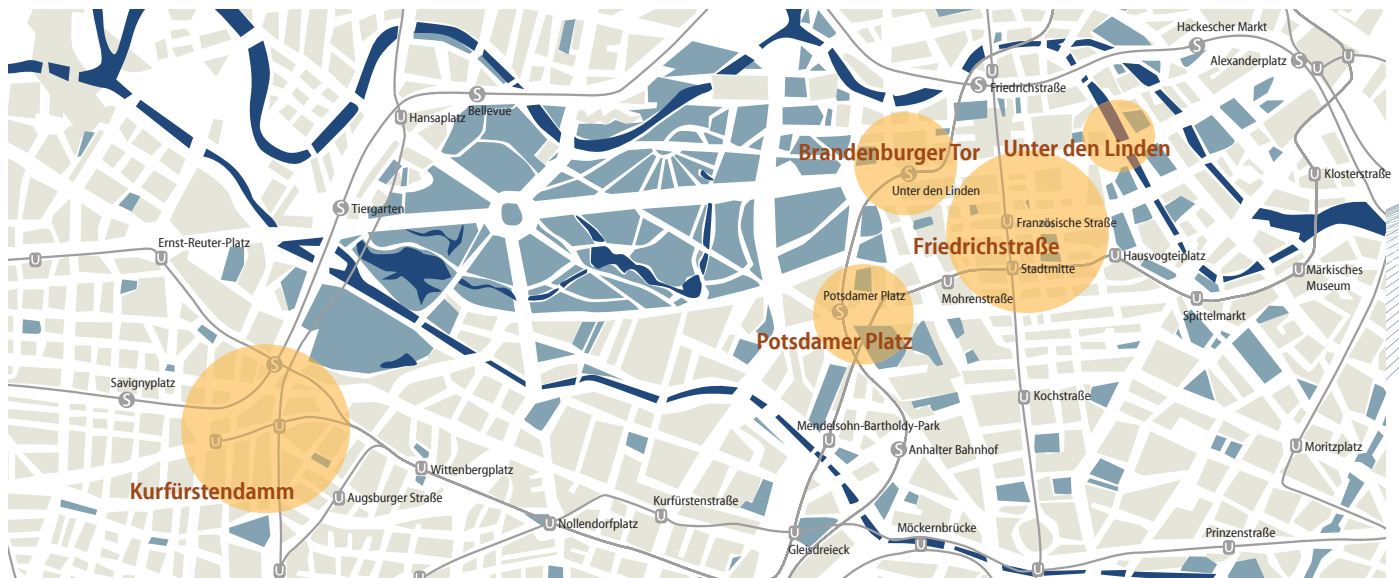 Hackescher Markt
Alexanderplatz
Friedrichstraße
Bellevue
Hansaplatz
Brandenburger Tor
Unter den Linden
Unter den Linden
Klosterstraße
Tiergarten
Französische Straße
Ernst-Reuter-Platz
Friedrichstraße
Hausvogteiplatz
Stadtmitte
Märkisches
Museum
Potsdamer Platz
Mohrenstraße
Spittelmarkt
Potsdamer Platz
Savignyplatz
Kochstraße
Mendelsohn-Bartholdy-Park
Anhalter Bahnhof
Moritzplatz
Wittenbergplatz
Kurfürstendamm
Augsburger Straße
Kurfürstenstraße
Nollendorfplatz
Möckernbrücke
Prinzenstraße
Gleisdreieck